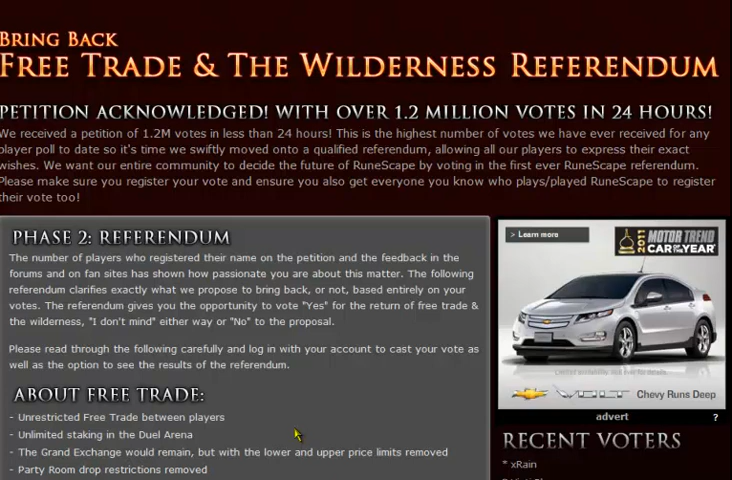 BRING BACK
FREE TRADE & THE WILDERNESS REFERENDUM
PETITION ACKNOWLEDGED! WITH OVER 1.2 MILLION VOTES IN 24 HOURS!
We received a petition of 1.2M votes in less than 24 hours! This is the highest number of votes we have ever received for any
player poll to date so it's time we swiftly moved onto a qualified referendum, allowing all our players to express their exact
wishes. We want our entire community to decide the future of RuneScape by voting in the first ever RuneScape referendum.
Please make sure you register your vote and ensure you also get everyone you know who plays/played RuneScape to register
their vote too!
PHASE 2: REFERENDUM
The number of players who registered their name on the petition and the feedback in the
forums and on fan sites has shown how passionate you are about this matter. The following
referendum clarifies exactly what we propose to bring back, or not, based entirely on your
votes. The referendum gives you the opportunity to vote "Yes" for the return of free trade &
the wilderness, "I don't mind" either way or "No" to the proposal.
Please read through the following carefully and log in with your account to cast your vote as
well as the option to see the results of the referendum.
ABOUT FREE TRADE:
- Unrestricted Free Trade between players
- Unlimited staking in the Duel Arena
- The Grand Exchange would remain, but with the lower and upper price limits removed
- Party Room drop restrictions removed
> Learn more
2011 MOTOR TREND
CAR OF THE YEAR
Limited availability.
VOLT Chevy Runs Deep
advert ?
RECENT VOTERS
* xRain